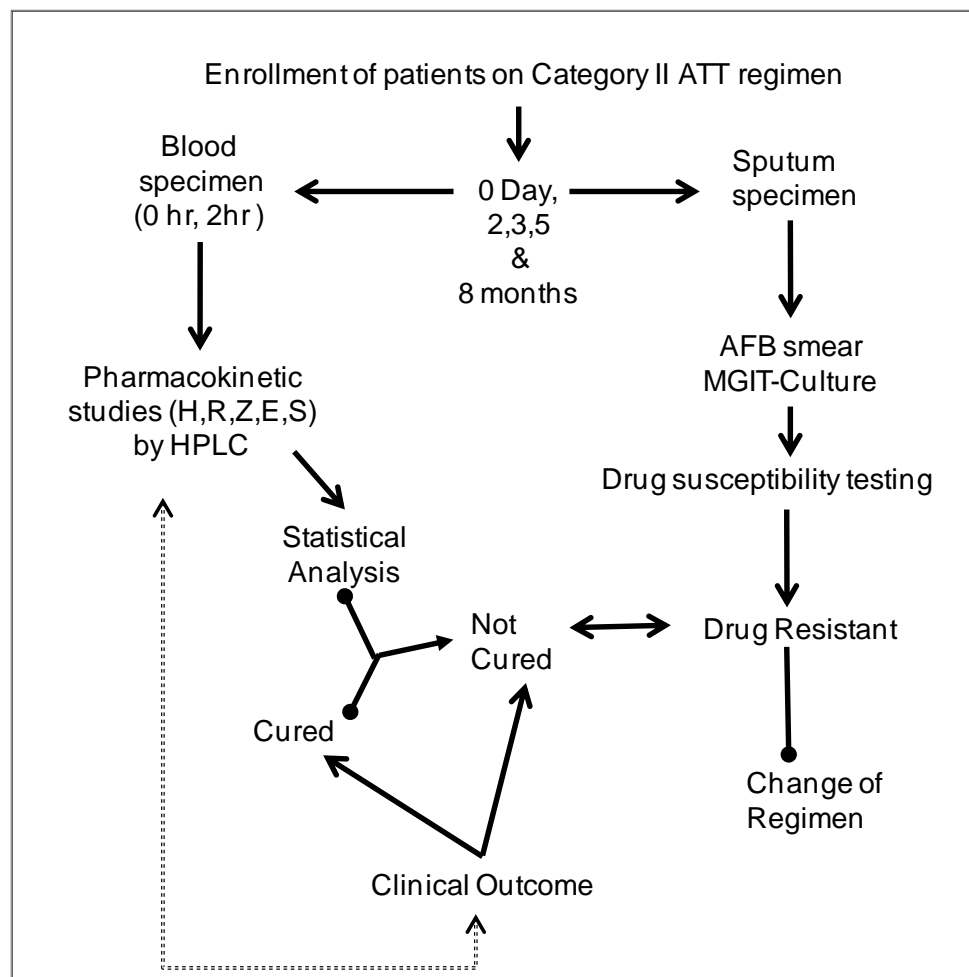 Enrollment of patients on Category II ATT regimen
Blood
specimen
(0 hr, 2hr )
0 Day,
2,3,5
&
8 months
Sputum
specimen
Pharmacokinetic
studies (H,R,Z,E,S)
by HPLC
AFB smear
MGIT-Culture
Drug susceptibility testing
Statistical
Analysis
Not
Cured
Drug Resistant
Cured
Change of
Regimen
Clinical Outcome